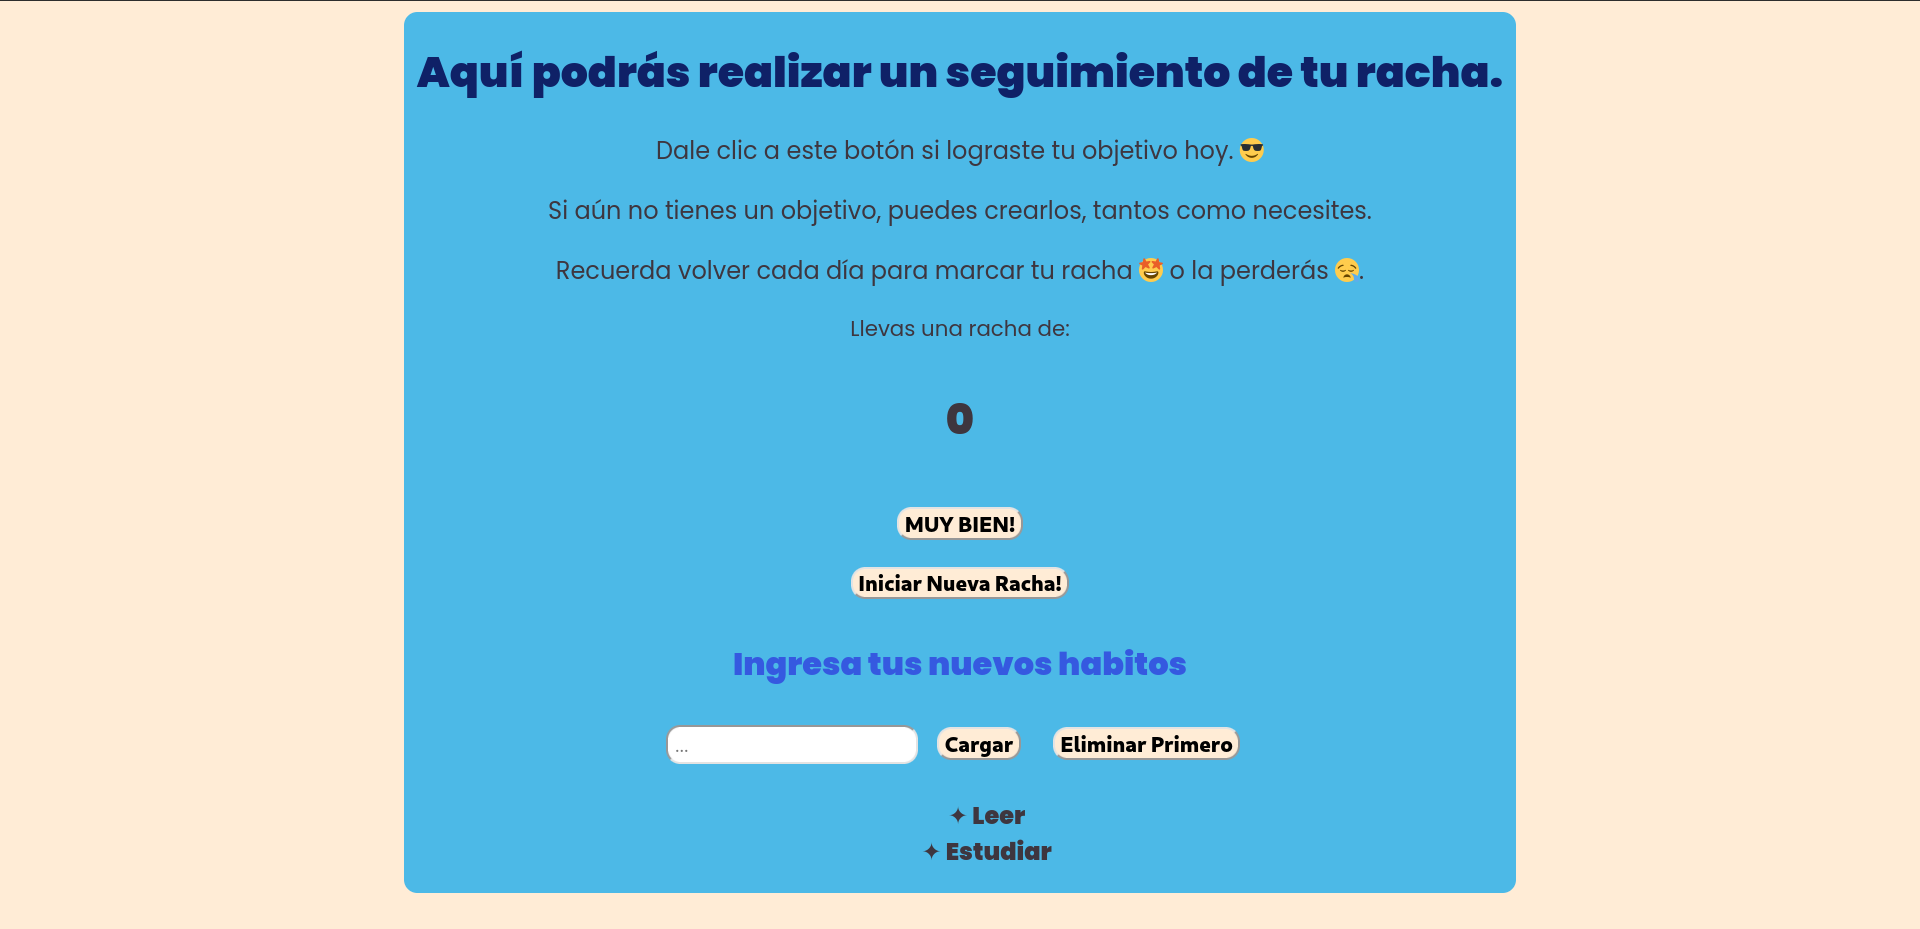 Aquí podrás realizar un seguimiento de tu racha.
Dale clic a este botón si lograste tu objetivo hoy. 😎
Si aún no tienes un objetivo, puedes crearlos, tantos como necesites.
Recuerda volver cada día para marcar tu racha 🤩 o la perderás 😪.
Llevas una racha de:
0
MUY BIEN!
Iniciar Nueva Racha!
Ingresa tus nuevos habitos
... Cargar Eliminar Primero
✦ Leer
✦ Estudiar